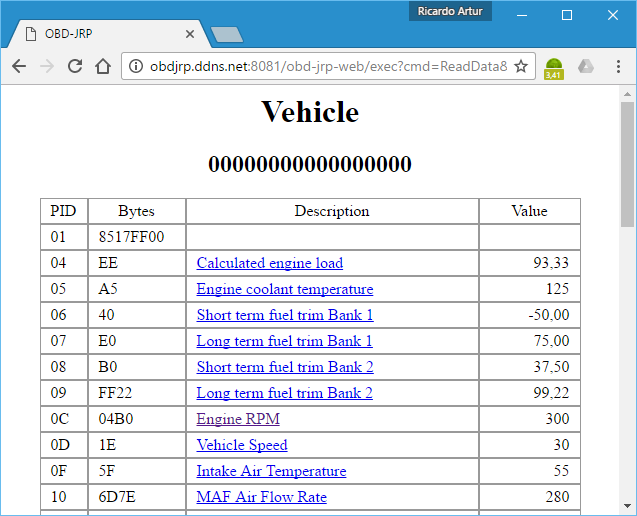 Ricardo Artur
OBD-JRP
obdjrp.ddns.net:8081/obd-jrp-web/exec?cmd=ReadData&
3,41
Vehicle
00000000000000000
PID Bytes Description Value
01 8517FF00
04 EE Calculated engine load 93,33
05 A5 Engine coolant temperature 125
06 40 Short term fuel trim Bank 1 -50,00
07 E0 Long term fuel trim Bank 1 75,00
08 B0 Short term fuel trim Bank 2 37,50
09 FF22 Long term fuel trim Bank 2 99,22
0C 04B0 Engine RPM 300
0D 1E Vehicle Speed 30
0F 5F Intake Air Temperature 55
10 6D7E MAF Air Flow Rate 280